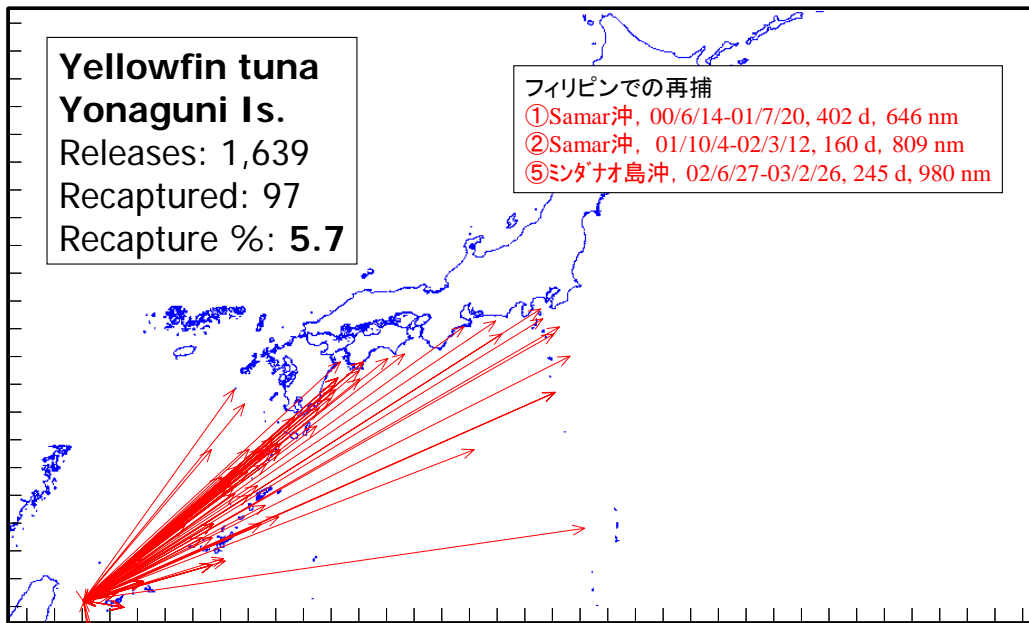 Yellowfin tuna
Yonaguni Is.
Releases: 1,639
Recaptured: 97
Recapture %: 5.7
フィリピンでの再捕
①Samar沖, 00/6/14-01/7/20, 402 d, 646 nm
②Samar沖, 01/10/4-02/3/12, 160 d, 809 nm
⑤ミンダナオ島沖, 02/6/27-03/2/26, 245 d, 980 nm